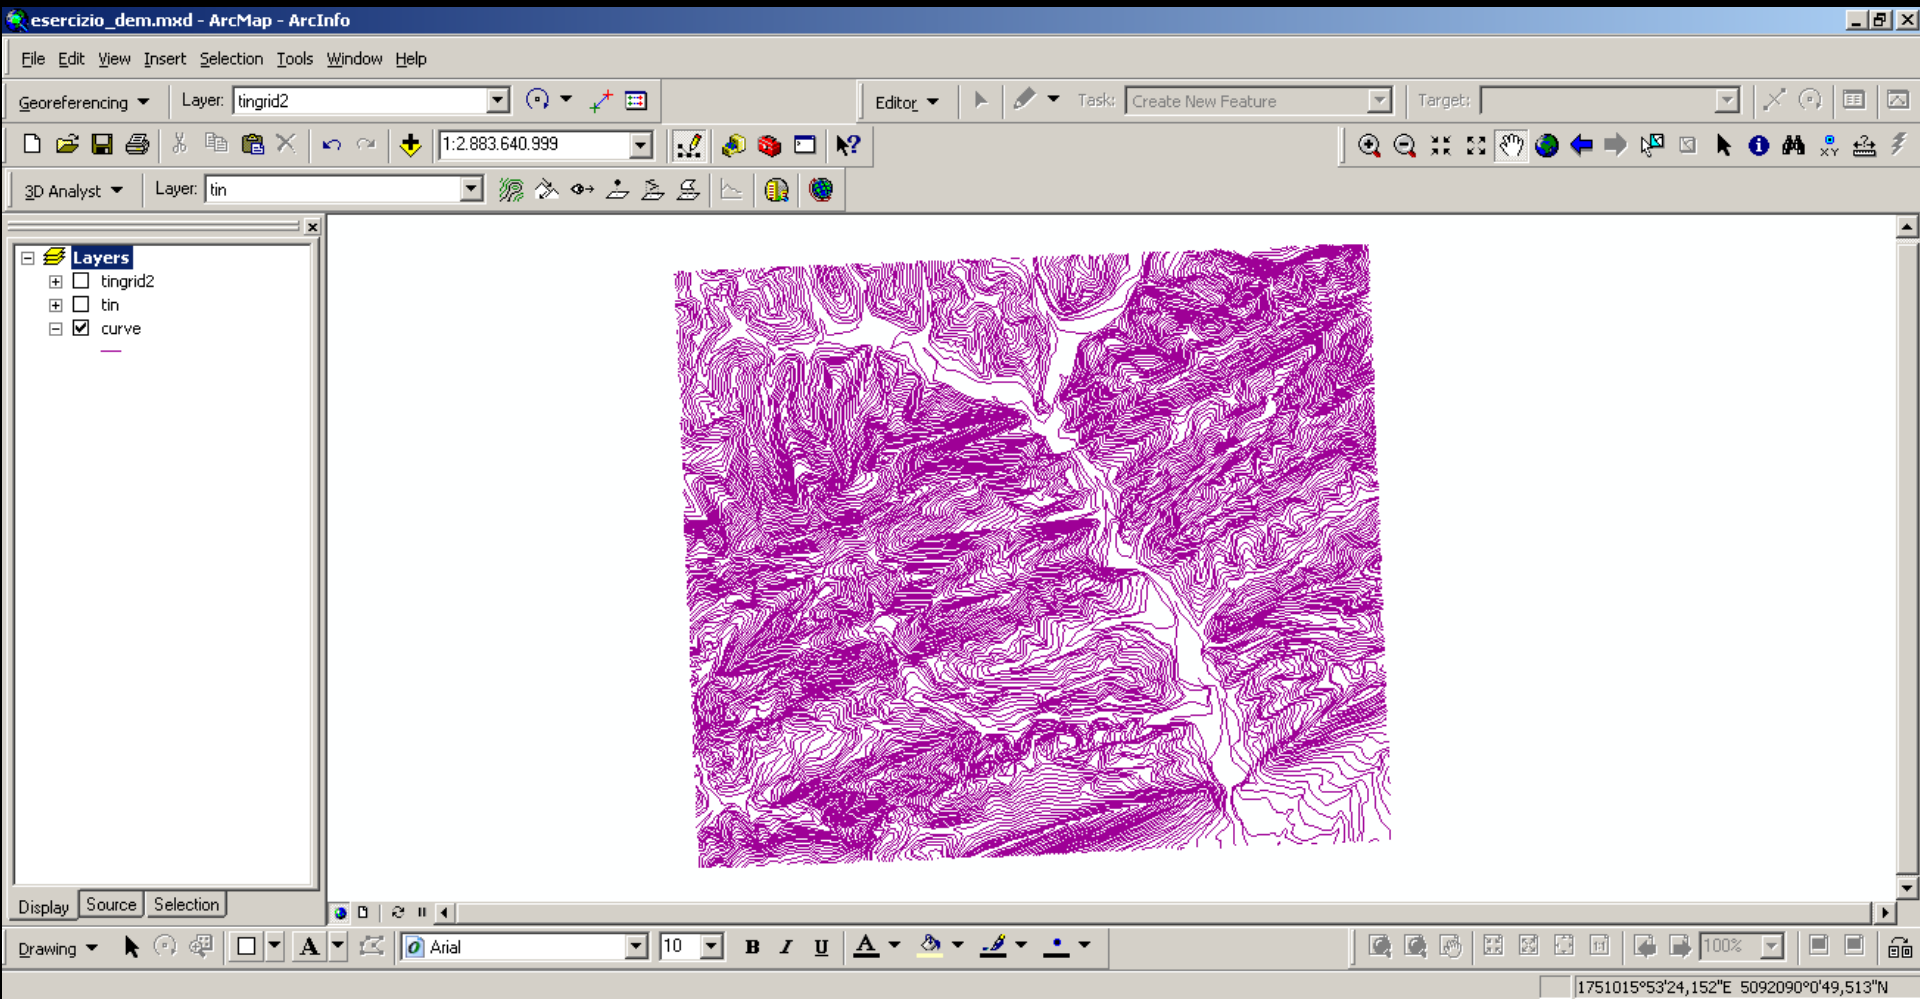 esercizio_dem.mxd - ArcMap - ArcInfo
File Edit View Insert Selection Tools Window Help
Georeferencing Layer: tingrid2 Editor Task: Create New Feature Target:
1:2.883.640.999
3D Analyst Layer: tin
Layers
tingrid2
tin
curve
Display Source Selection
Drawing A Arial 10 B I U A 100%
1751015°53'24,152"E 5092090°0'49,513"N